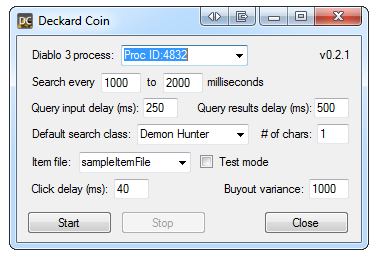 DC Deckard Coin
Diablo 3 process: Proc ID:4832 v0.2.1
Search every 1000 to 2000 milliseconds
Query input delay (ms): 250 Query results delay (ms): 500
Default search class: Demon Hunter # of chars: 1
Item file: sampleItemFile Test mode
Click delay (ms): 40 Buyout variance: 1000
Start Stop Close